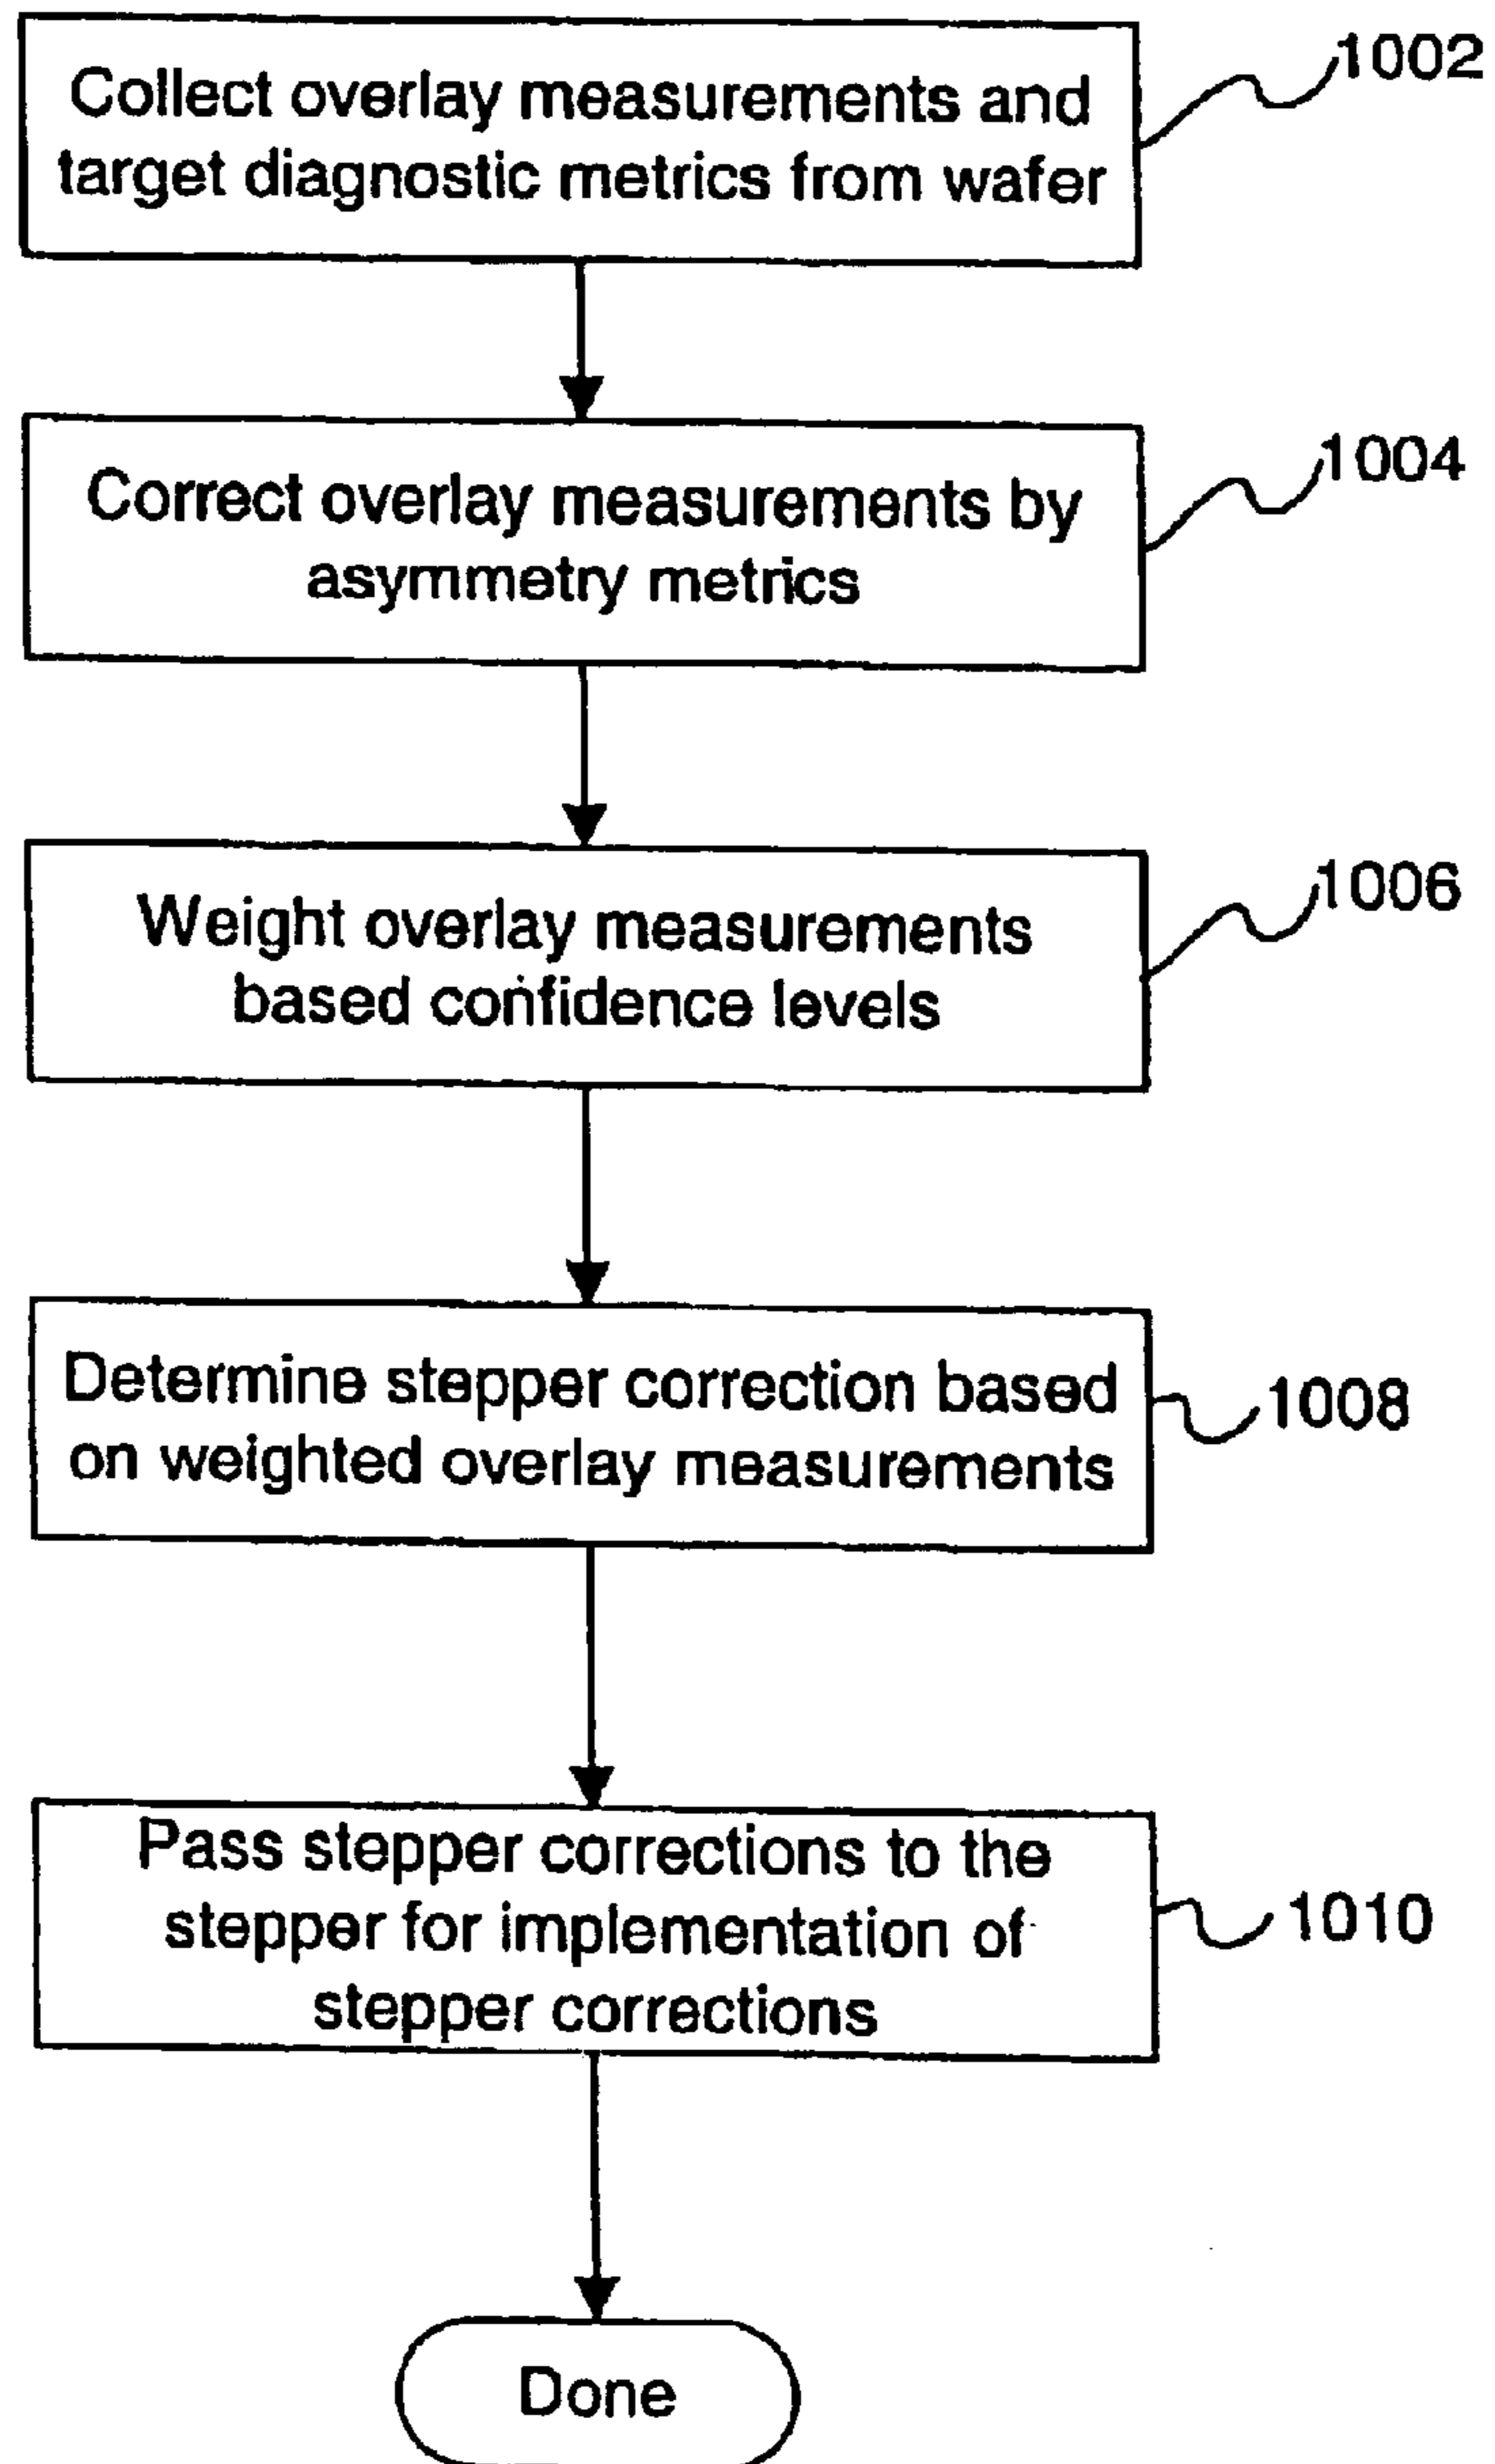 Collect overlay measurements and
target diagnostic metrics from wafer
1002
Correct overlay measurements by
asymmetry metrics
1004
Weight overlay measurements
based confidence levels
1006
Determine stepper correction based
on weighted overlay measurements
1008
Pass stepper corrections to the
stepper for implementation of
stepper corrections
1010
Done